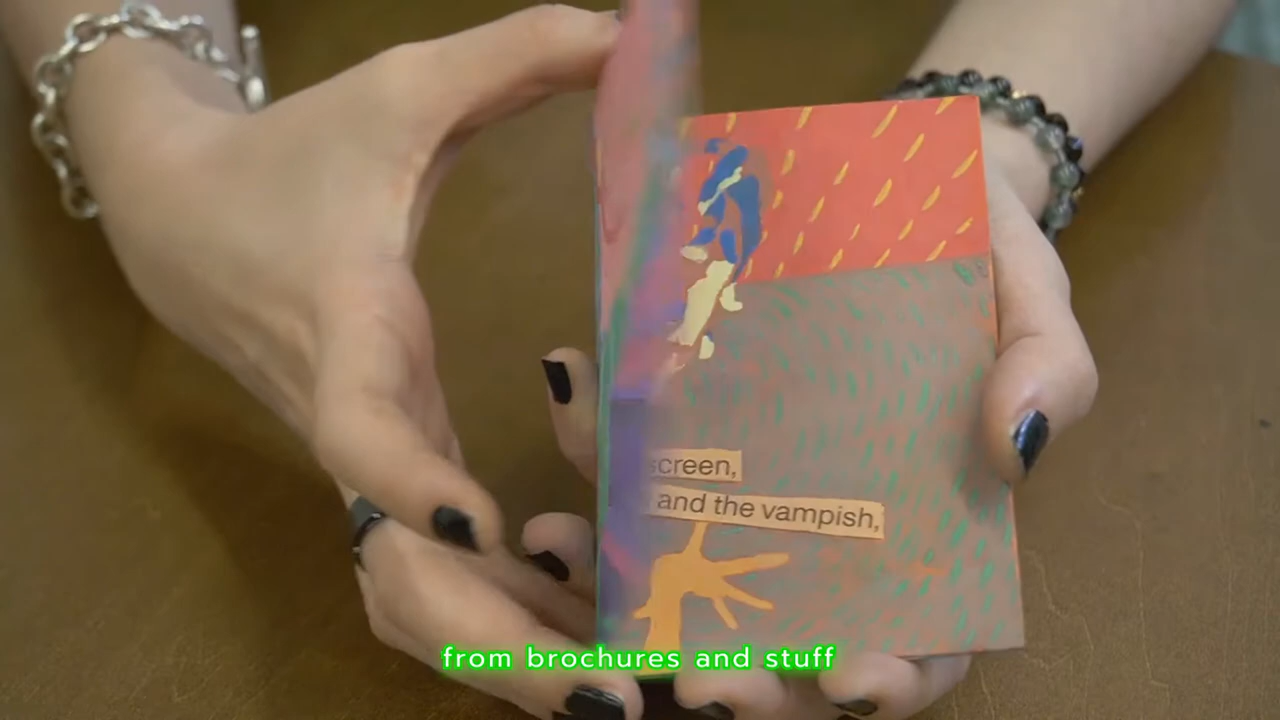 screen,
and the vampish,
from brochures and stuff